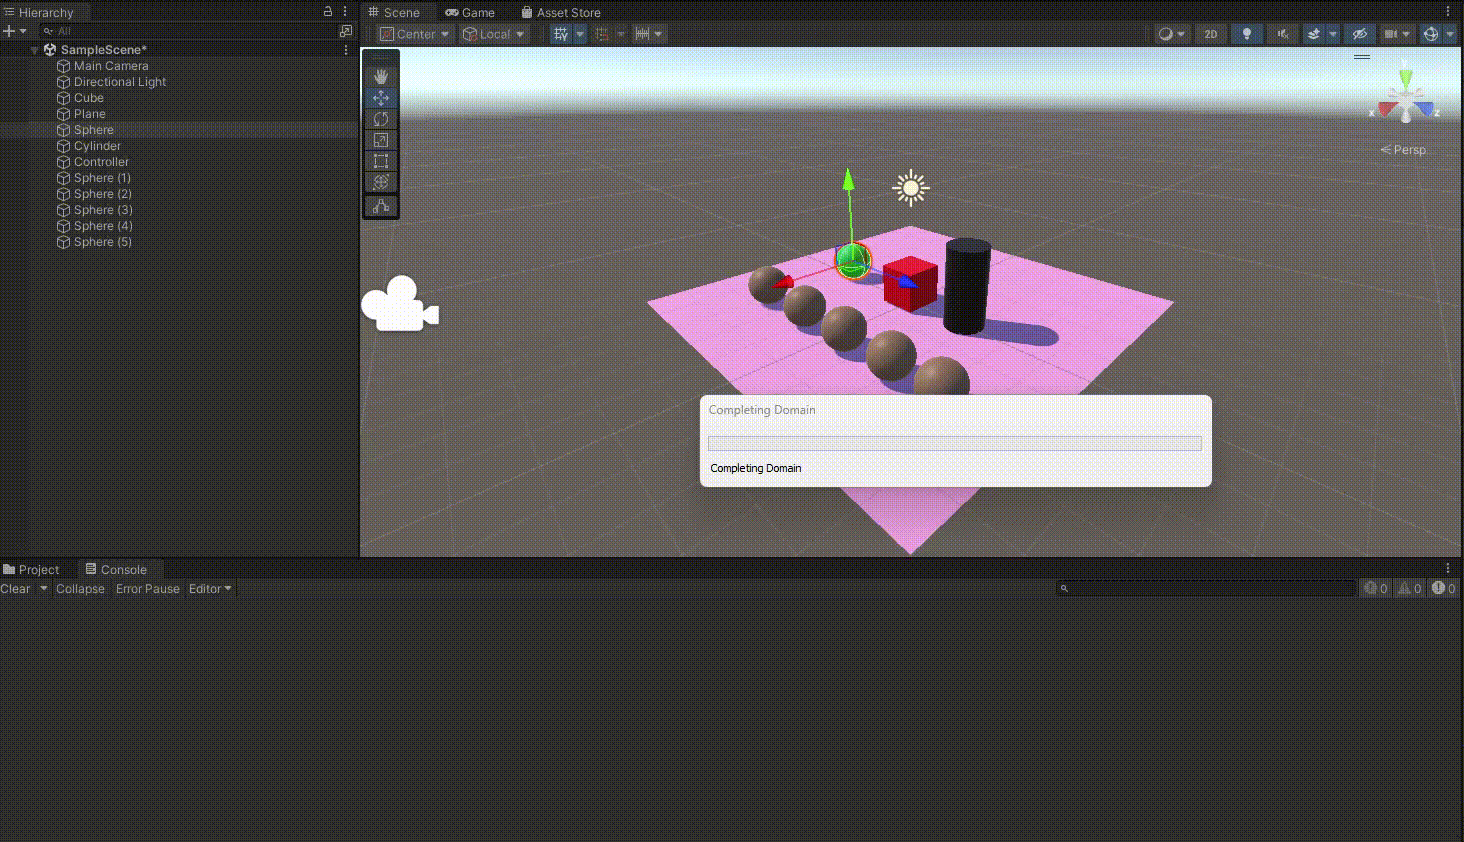 Hierarchy
All
SampleScene*
Main Camera
Directional Light
Cube
Plane
Sphere
Cylinder
Controller
Sphere (1)
Sphere (2)
Sphere (3)
Sphere (4)
Sphere (5)
Scene Game Asset Store
Center Local 2D
y
x z
Persp
Completing Domain
Completing Domain
Project Console
Clear Collapse Error Pause Editor 0 0 0